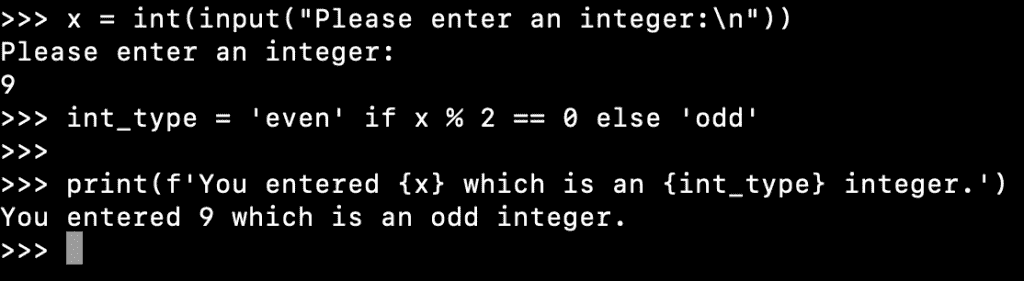 >>> x = int(input("Please enter an integer:\n"))
Please enter an integer:
9
>>> int_type = 'even' if x % 2 == 0 else 'odd'
>>>
>>> print(f'You entered {x} which is an {int_type} integer.')
You entered 9 which is an odd integer.
>>>